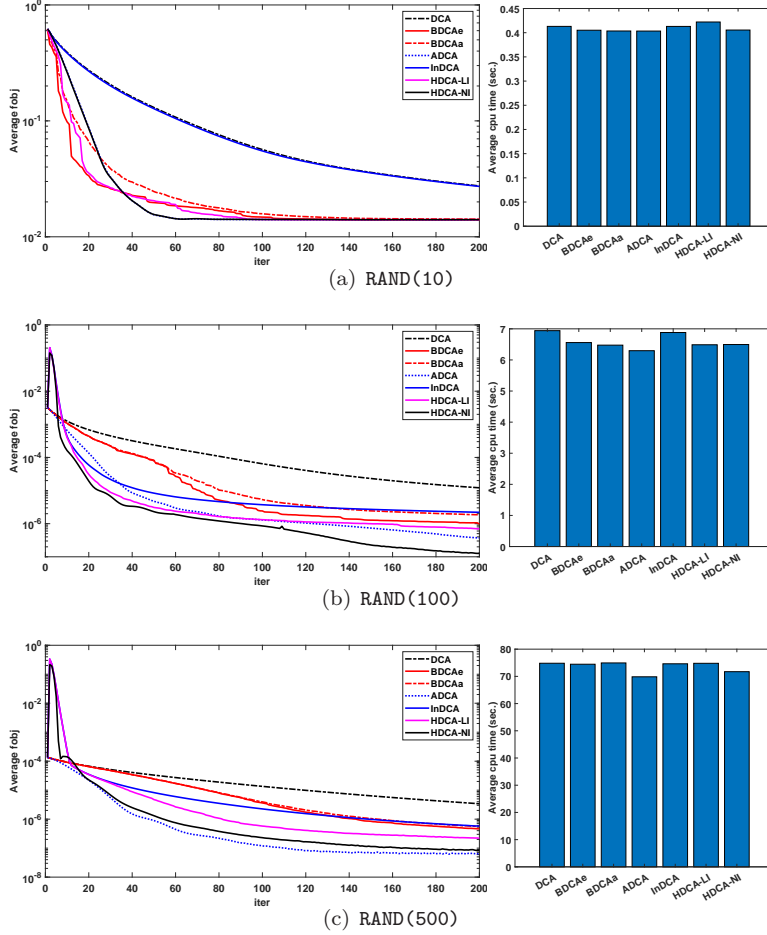 10^0
10^-1
10^-2
Average fobj
0 20 40 60 80 100 120 140 160 180 200
iter
DCA
BDCAe
BDCAa
ADCA
InDCA
HDCA-LI
HDCA-NI
0.45
0.4
0.35
0.3
0.25
0.2
0.15
0.1
0.05
0
Average cpu time (sec.)
DCA BDCAe BDCAa ADCA InDCA HDCA-LI HDCA-NI
(a) RAND(10)
10^0
10^-2
10^-4
10^-6
Average fobj
0 20 40 60 80 100 120 140 160 180 200
iter
DCA
BDCAe
BDCAa
ADCA
InDCA
HDCA-LI
HDCA-NI
7
6
5
4
3
2
1
0
Average cpu time (sec.)
DCA BDCAe BDCAa ADCA InDCA HDCA-LI HDCA-NI
(b) RAND(100)
10^0
10^-2
10^-4
10^-6
10^-8
Average fobj
0 20 40 60 80 100 120 140 160 180 200
iter
DCA
BDCAe
BDCAa
ADCA
InDCA
HDCA-LI
HDCA-NI
80
70
60
50
40
30
20
10
0
Average cpu time (sec.)
DCA BDCAe BDCAa ADCA InDCA HDCA-LI HDCA-NI
(c) RAND(500)